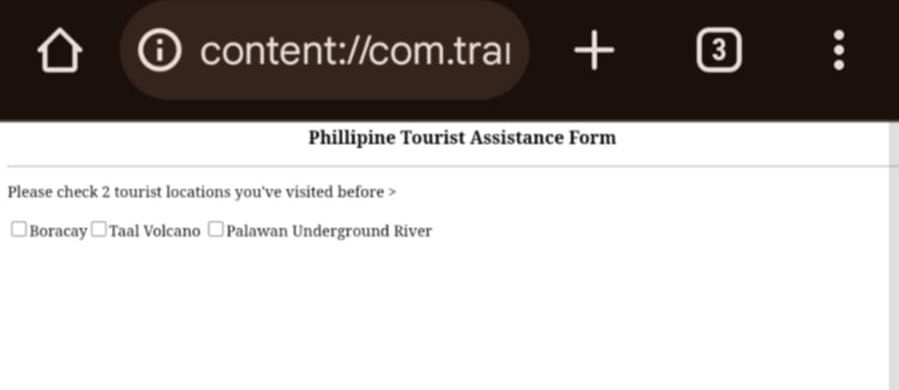 content://com.trai
3
Phillipine Tourist Assistance Form
Please check 2 tourist locations you've visited before >
Boracay Taal Volcano Palawan Underground River